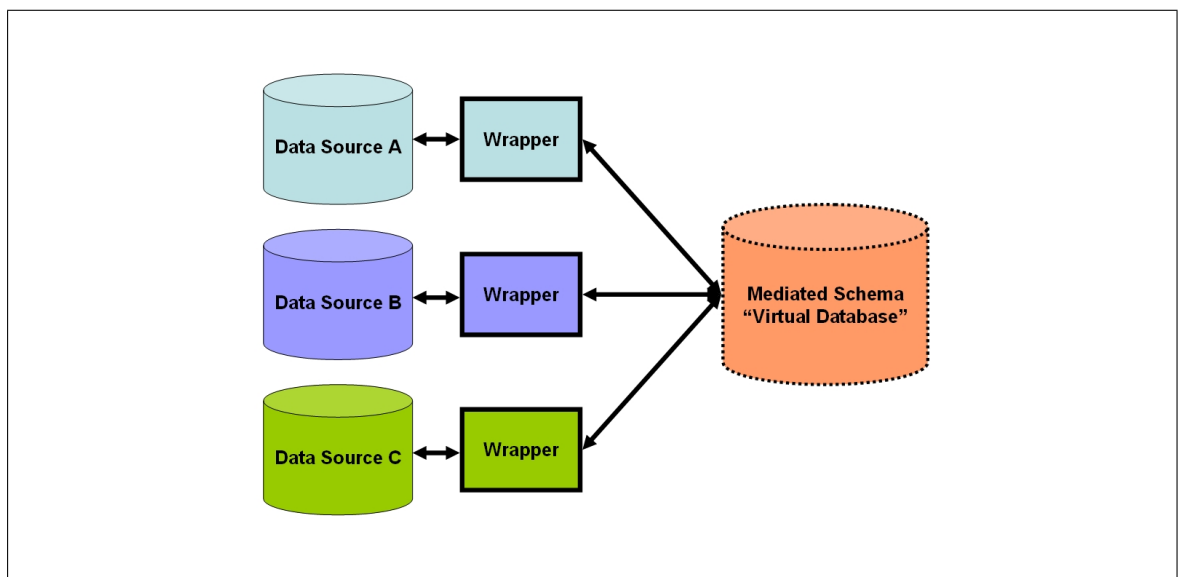 Data Source A
Wrapper
Data Source B
Wrapper
Mediated Schema
“Virtual Database”
Data Source C
Wrapper